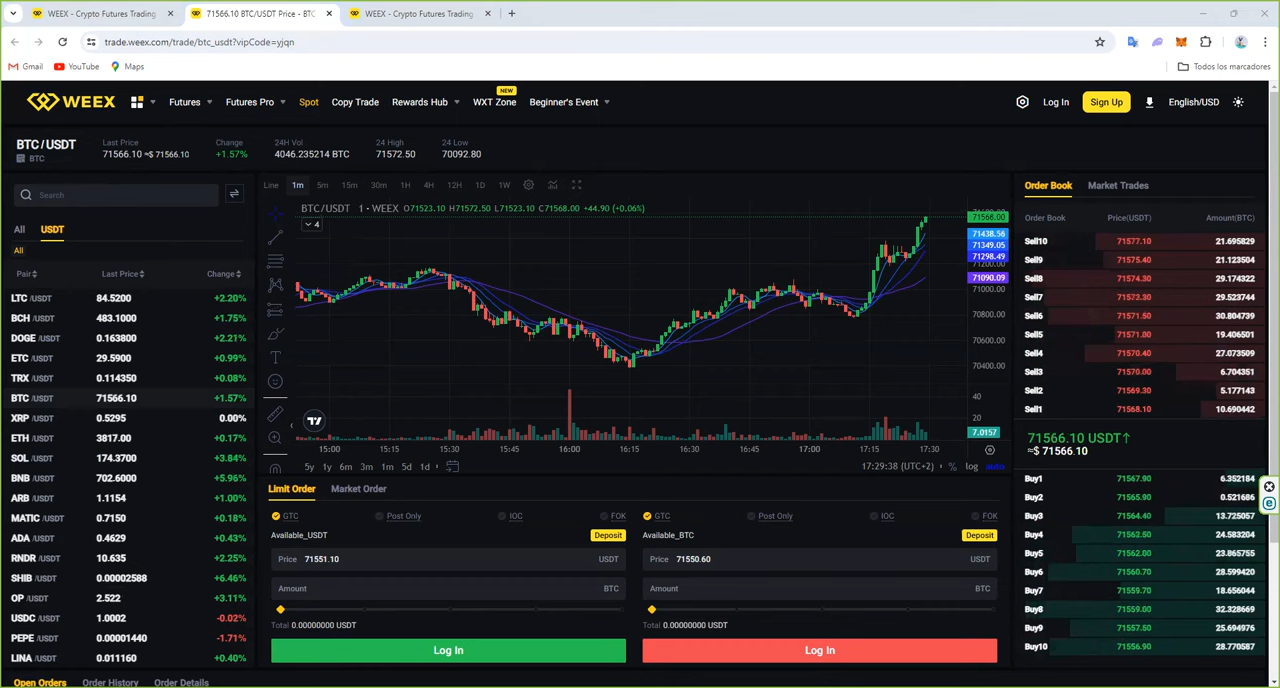 WEEX - Crypto Futures Trading
71566.10 BTC/USDT Price - BTC
WEEX - Crypto Futures Trading
trade.weex.com/trade/btc_usdt?vipCode=yjqn
Gmail YouTube Maps Todos los marcadores
WEEX Futures Futures Pro Spot Copy Trade Rewards Hub WXT Zone NEW Beginner's Event Log In Sign Up English/USD
BTC/USDT Last Price Change 24H Vol 24 High 24 Low
BTC 71566.10 ≈$ 71566.10 +1.57% 4046.235214 BTC 71572.50 70092.80
Search
All USDT
All
Pair Last Price Change
LTC /USDT 84.5200 +2.20%
BCH /USDT 483.1000 +1.75%
DOGE /USDT 0.163800 +2.21%
ETC /USDT 29.5900 +0.99%
TRX /USDT 0.114350 +0.08%
BTC /USDT 71566.10 +1.57%
XRP /USDT 0.5295 0.00%
ETH /USDT 3817.00 +0.17%
SOL /USDT 174.3700 +3.84%
BNB /USDT 702.6000 +5.96%
ARB /USDT 1.1154 +1.00%
MATIC /USDT 0.7150 +0.18%
ADA /USDT 0.4629 +0.43%
RNDR /USDT 10.635 +2.25%
SHIB /USDT 0.00002588 +6.46%
OP /USDT 2.522 +3.11%
USDC /USDT 1.0002 -0.02%
PEPE /USDT 0.00001440 -1.71%
LINA /USDT 0.011160 +0.40%
Line 1m 5m 15m 30m 1H 4H 12H 1D 1W
BTC/USDT · 1 · WEEX O71523.10 H71572.50 L71523.10 C71568.00 +44.90 (+0.06%)
4
71568.00
71438.56
71349.05
71298.49
71200.00
71090.09
71000.00
70800.00
70600.00
70400.00
40
20
7.0157
15:00 15:15 15:30 15:45 16:00 16:15 16:30 16:45 17:00 17:15 17:30
5y 1y 6m 3m 1m 5d 1d 17:29:38 (UTC+2) % log auto
Limit Order Market Order
GTC Post Only IOC FOK
Available_USDT Deposit
Price 71551.10 USDT
Amount BTC
Total 0.00000000 USDT
Log In
GTC Post Only IOC FOK
Available_BTC Deposit
Price 71550.60 USDT
Amount BTC
Total 0.00000000 USDT
Log In
Order Book Market Trades
Order Book Price(USDT) Amount(BTC)
Sell10 71577.10 21.695829
Sell9 71575.40 21.123504
Sell8 71574.30 29.174322
Sell7 71573.30 29.523744
Sell6 71571.50 30.804739
Sell5 71571.00 19.406501
Sell4 71570.40 27.073509
Sell3 71570.00 6.704351
Sell2 71569.30 5.177143
Sell1 71568.10 10.690442
71566.10 USDT↑
≈$ 71566.10
Buy1 71567.90 6.352184
Buy2 71565.90 0.521686
Buy3 71564.40 13.725057
Buy4 71562.50 24.583204
Buy5 71562.00 23.865755
Buy6 71560.70 28.599420
Buy7 71559.70 18.656044
Buy8 71559.00 32.328669
Buy9 71557.50 25.694976
Buy10 71556.90 28.770587
Open Orders Order History Order Details